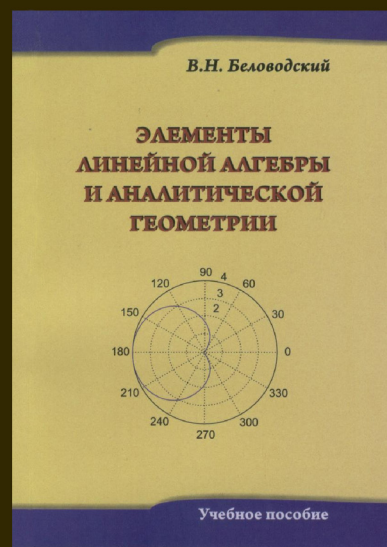 В.Н. Беловодский
ЭЛЕМЕНТЫ
ЛИНЕЙНОЙ АЛГЕБРЫ
И АНАЛИТИЧЕСКОЙ
ГЕОМЕТРИИ
90 4
120 60
3
150 2 30
180 0
210 330
240 300
270
Учебное пособие